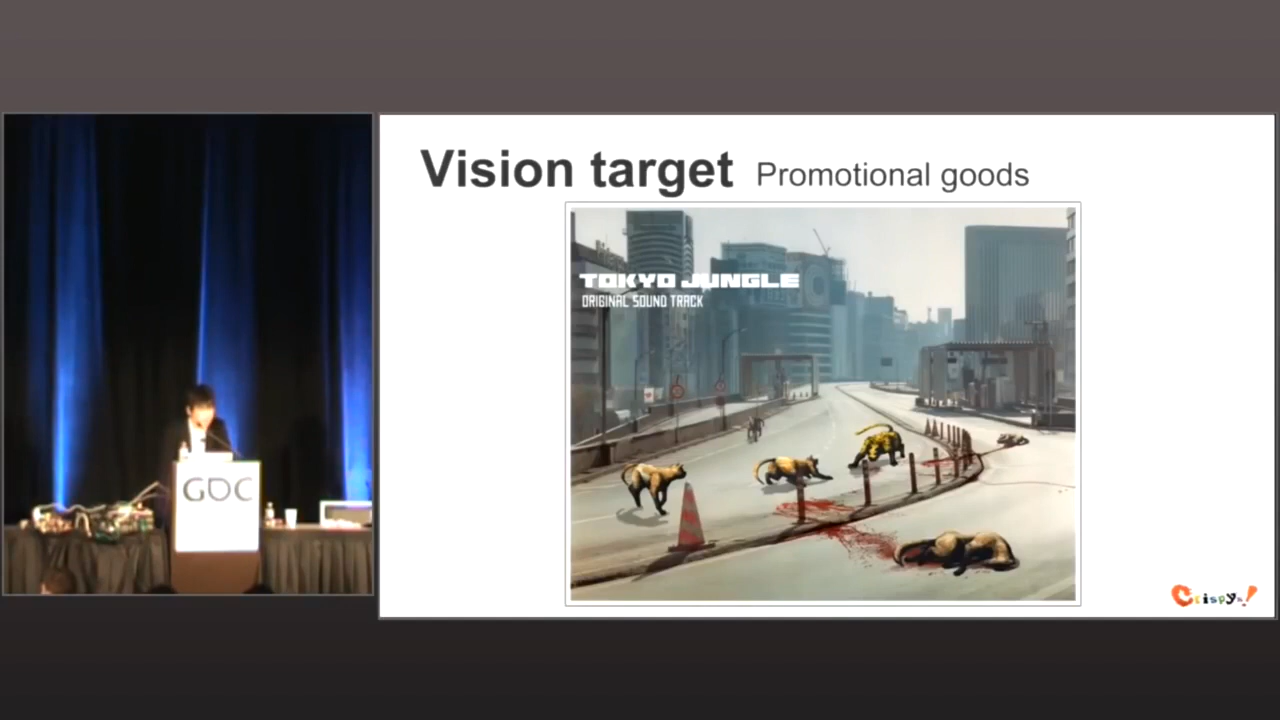 Vision target Promotional goods
TOKYO JUNGLE
ORIGINAL SOUND TRACK
GDC
Crispy!